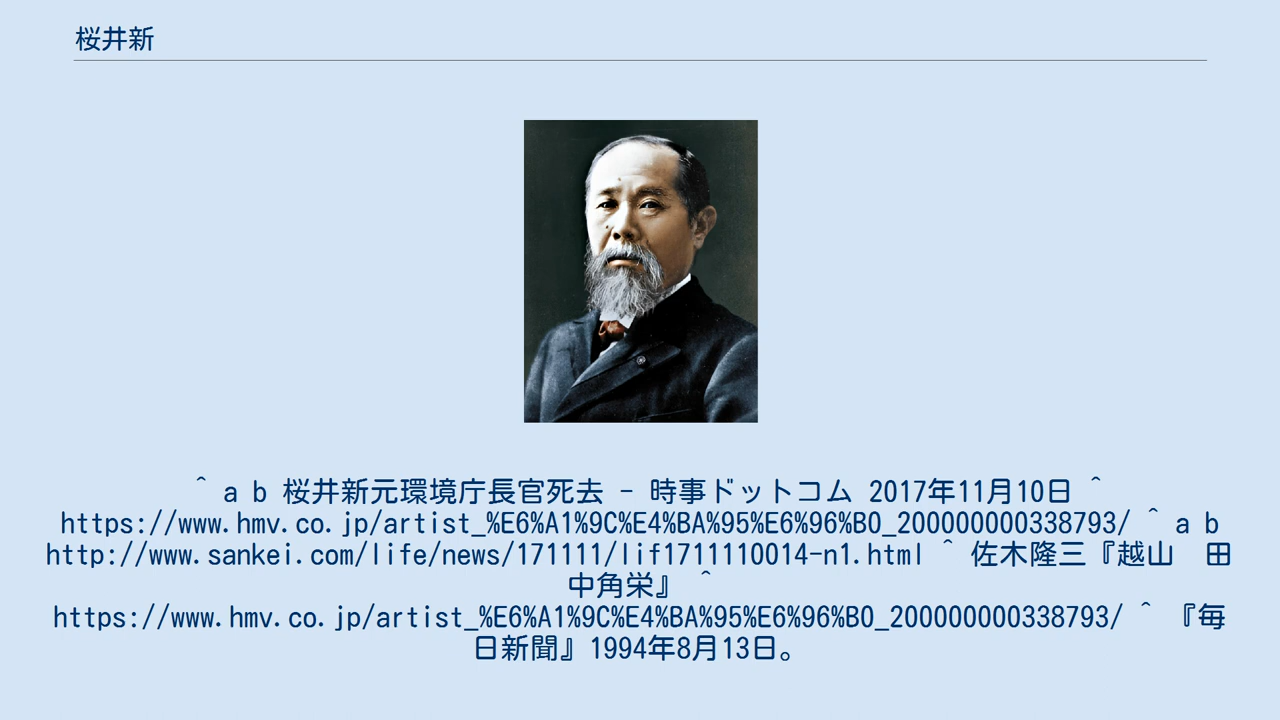 桜井新
^ a b 桜井新元環境庁長官死去 - 時事ドットコム 2017年11月10日 ^
https://www.hmv.co.jp/artist_%E6%A1%9C%E4%BA%95%E6%96%B0_200000000338793/ ^ a b
http://www.sankei.com/life/news/171111/lif1711110014-n1.html ^ 佐木隆三『越山　田
中角栄』 ^
https://www.hmv.co.jp/artist_%E6%A1%9C%E4%BA%95%E6%96%B0_200000000338793/ ^ 『毎
日新聞』1994年8月13日。